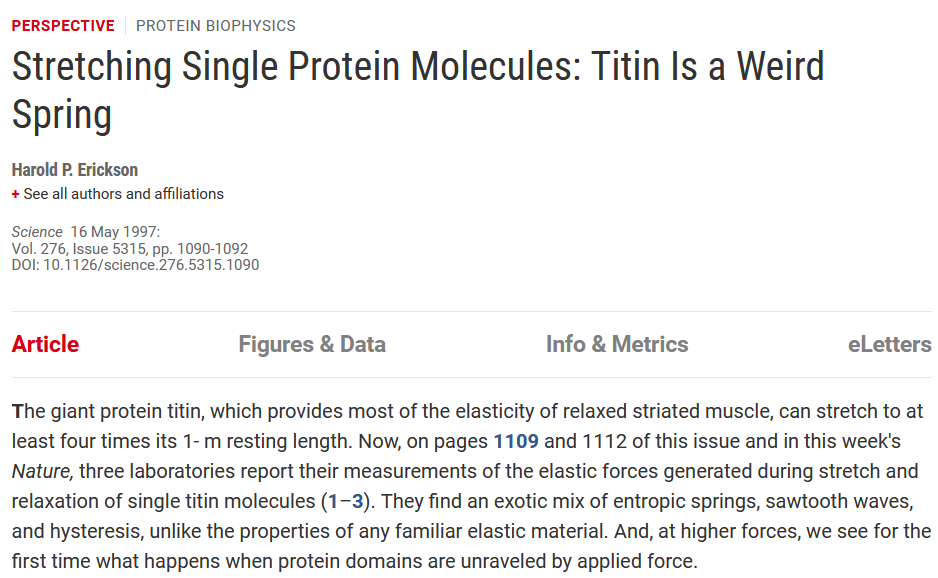 PERSPECTIVE PROTEIN BIOPHYSICS
Stretching Single Protein Molecules: Titin Is a Weird
Spring
Harold P. Erickson
+ See all authors and affiliations
Science 16 May 1997:
Vol. 276, Issue 5315, pp. 1090-1092
DOI: 10.1126/science.276.5315.1090
Article Figures & Data Info & Metrics eLetters
The giant protein titin, which provides most of the elasticity of relaxed striated muscle, can stretch to at
least four times its 1- m resting length. Now, on pages 1109 and 1112 of this issue and in this week's
Nature, three laboratories report their measurements of the elastic forces generated during stretch and
relaxation of single titin molecules (1–3). They find an exotic mix of entropic springs, sawtooth waves,
and hysteresis, unlike the properties of any familiar elastic material. And, at higher forces, we see for the
first time what happens when protein domains are unraveled by applied force.